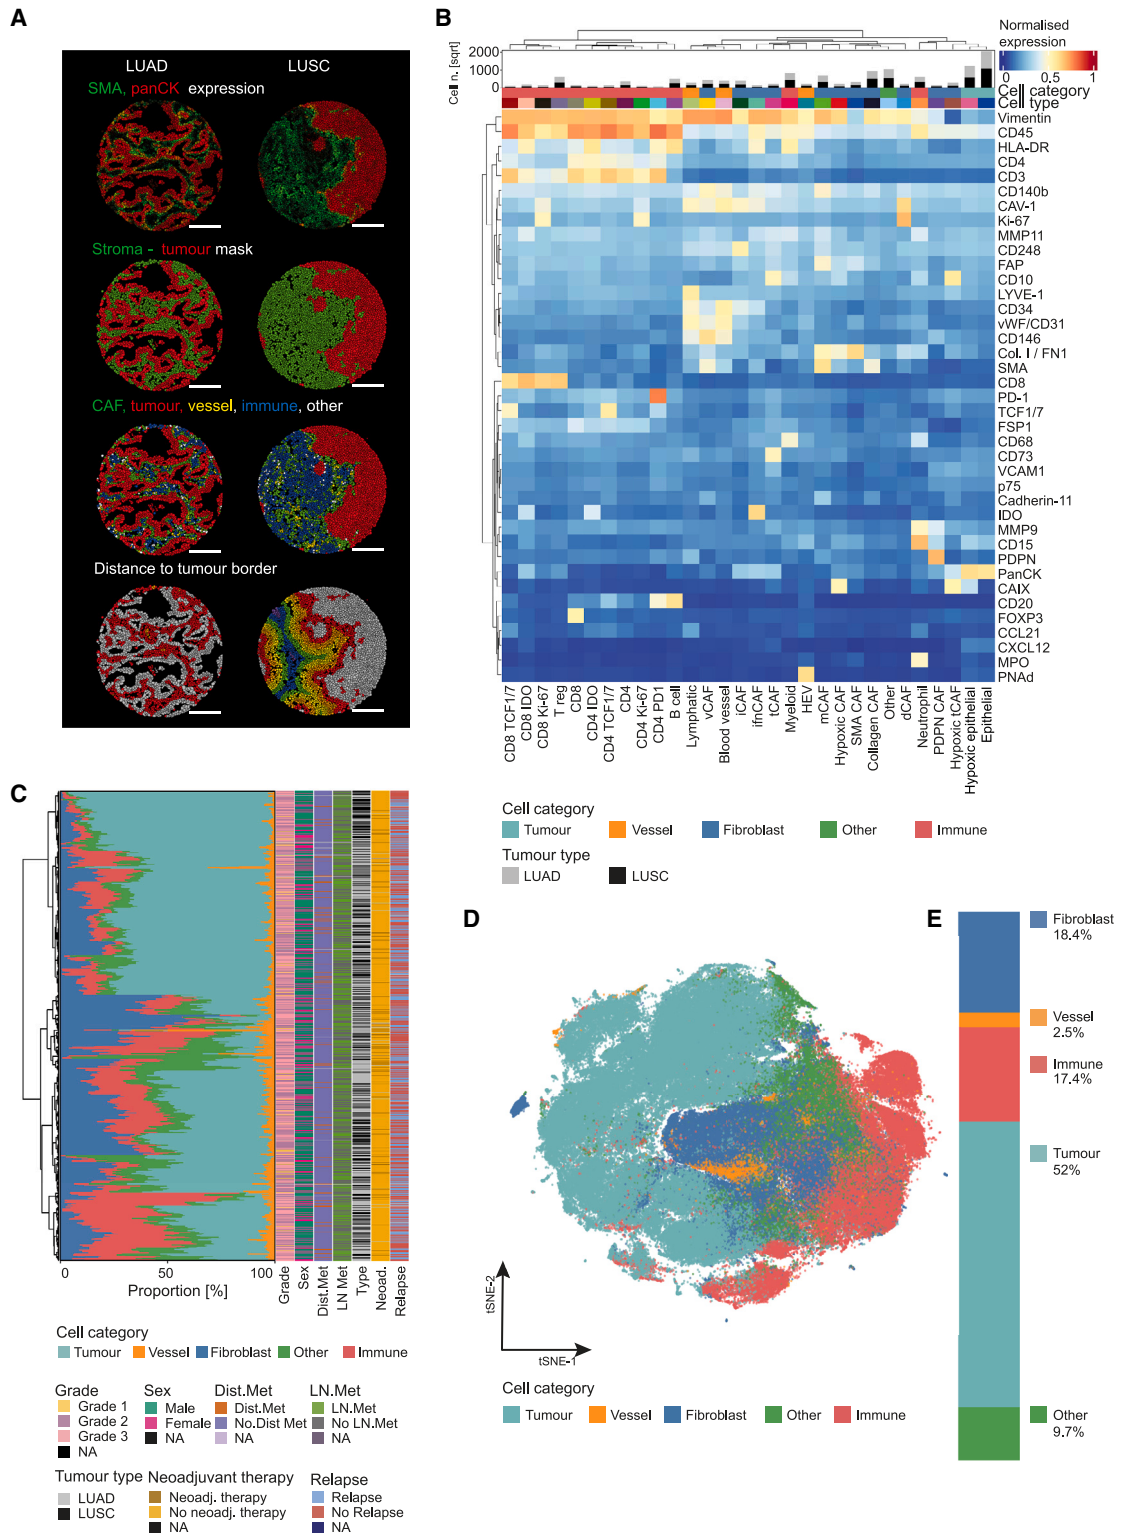 A
LUAD
LUSC
SMA, panCK expression
Stroma - tumour mask
CAF, tumour, vessel, immune, other
Distance to tumour border
B
Cell n. [sqrt]
2000
1000
0
Normalised
expression
0
0.5
1
Cell category
Cell type
Vimentin
CD45
HLA-DR
CD4
CD3
CD140b
CAV-1
Ki-67
MMP11
CD248
FAP
CD10
LYVE-1
CD34
vWF/CD31
CD146
Col. I / FN1
SMA
CD8
PD-1
TCF1/7
FSP1
CD68
CD73
VCAM1
p75
Cadherin-11
IDO
MMP9
CD15
PDPN
PanCK
CAIX
CD20
FOXP3
CCL21
CXCL12
MPO
PNAd
CD8 TCF1/7
CD8 IDO
CD8 Ki-67
T reg
CD8
CD4 IDO
CD4 TCF1/7
CD4
CD4 Ki-67
CD4 PD1
B cell
Lymphatic
vCAF
Blood vessel
iCAF
ifnCAF
tCAF
Myeloid
HEV
mCAF
Hypoxic CAF
SMA CAF
Collagen CAF
Other
dCAF
Neutrophil
PDPN CAF
Hypoxic tCAF
Hypoxic epithelial
Epithelial
Cell category
Tumour
Vessel
Fibroblast
Other
Immune
Tumour type
LUAD
LUSC
C
0
50
100
Proportion [%]
Grade
Sex
Dist.Met
LN Met
Type
Neoad.
Relapse
Cell category
Tumour
Vessel
Fibroblast
Other
Immune
Grade
Grade 1
Grade 2
Grade 3
NA
Sex
Male
Female
NA
Dist.Met
Dist.Met
No.Dist Met
NA
LN.Met
LN.Met
No LN.Met
NA
Tumour type
LUAD
LUSC
Neoadjuvant therapy
Neoadj. therapy
No neoadj. therapy
NA
Relapse
Relapse
No Relapse
NA
D
tSNE-2
tSNE-1
Cell category
Tumour
Vessel
Fibroblast
Other
Immune
E
Fibroblast
18.4%
Vessel
2.5%
Immune
17.4%
Tumour
52%
Other
9.7%